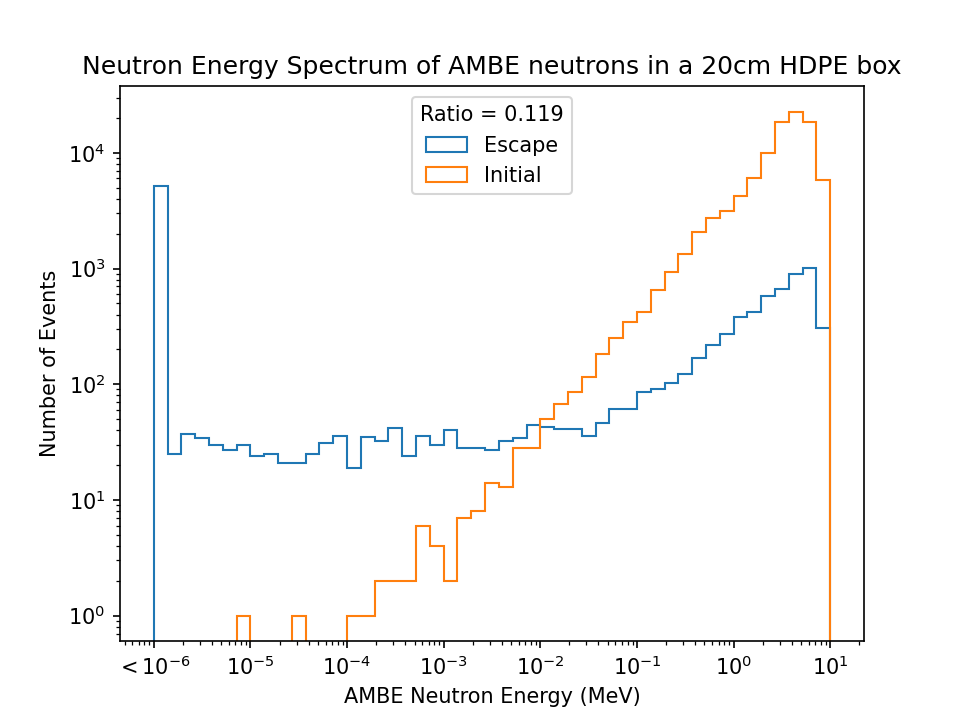 Neutron Energy Spectrum of AMBE neutrons in a 20cm HDPE box
Ratio = 0.119
Escape
Initial
Number of Events
10⁴
10³
10²
10¹
10⁰
< 10⁻⁶ 10⁻⁵ 10⁻⁴ 10⁻³ 10⁻² 10⁻¹ 10⁰ 10¹
AMBE Neutron Energy (MeV)